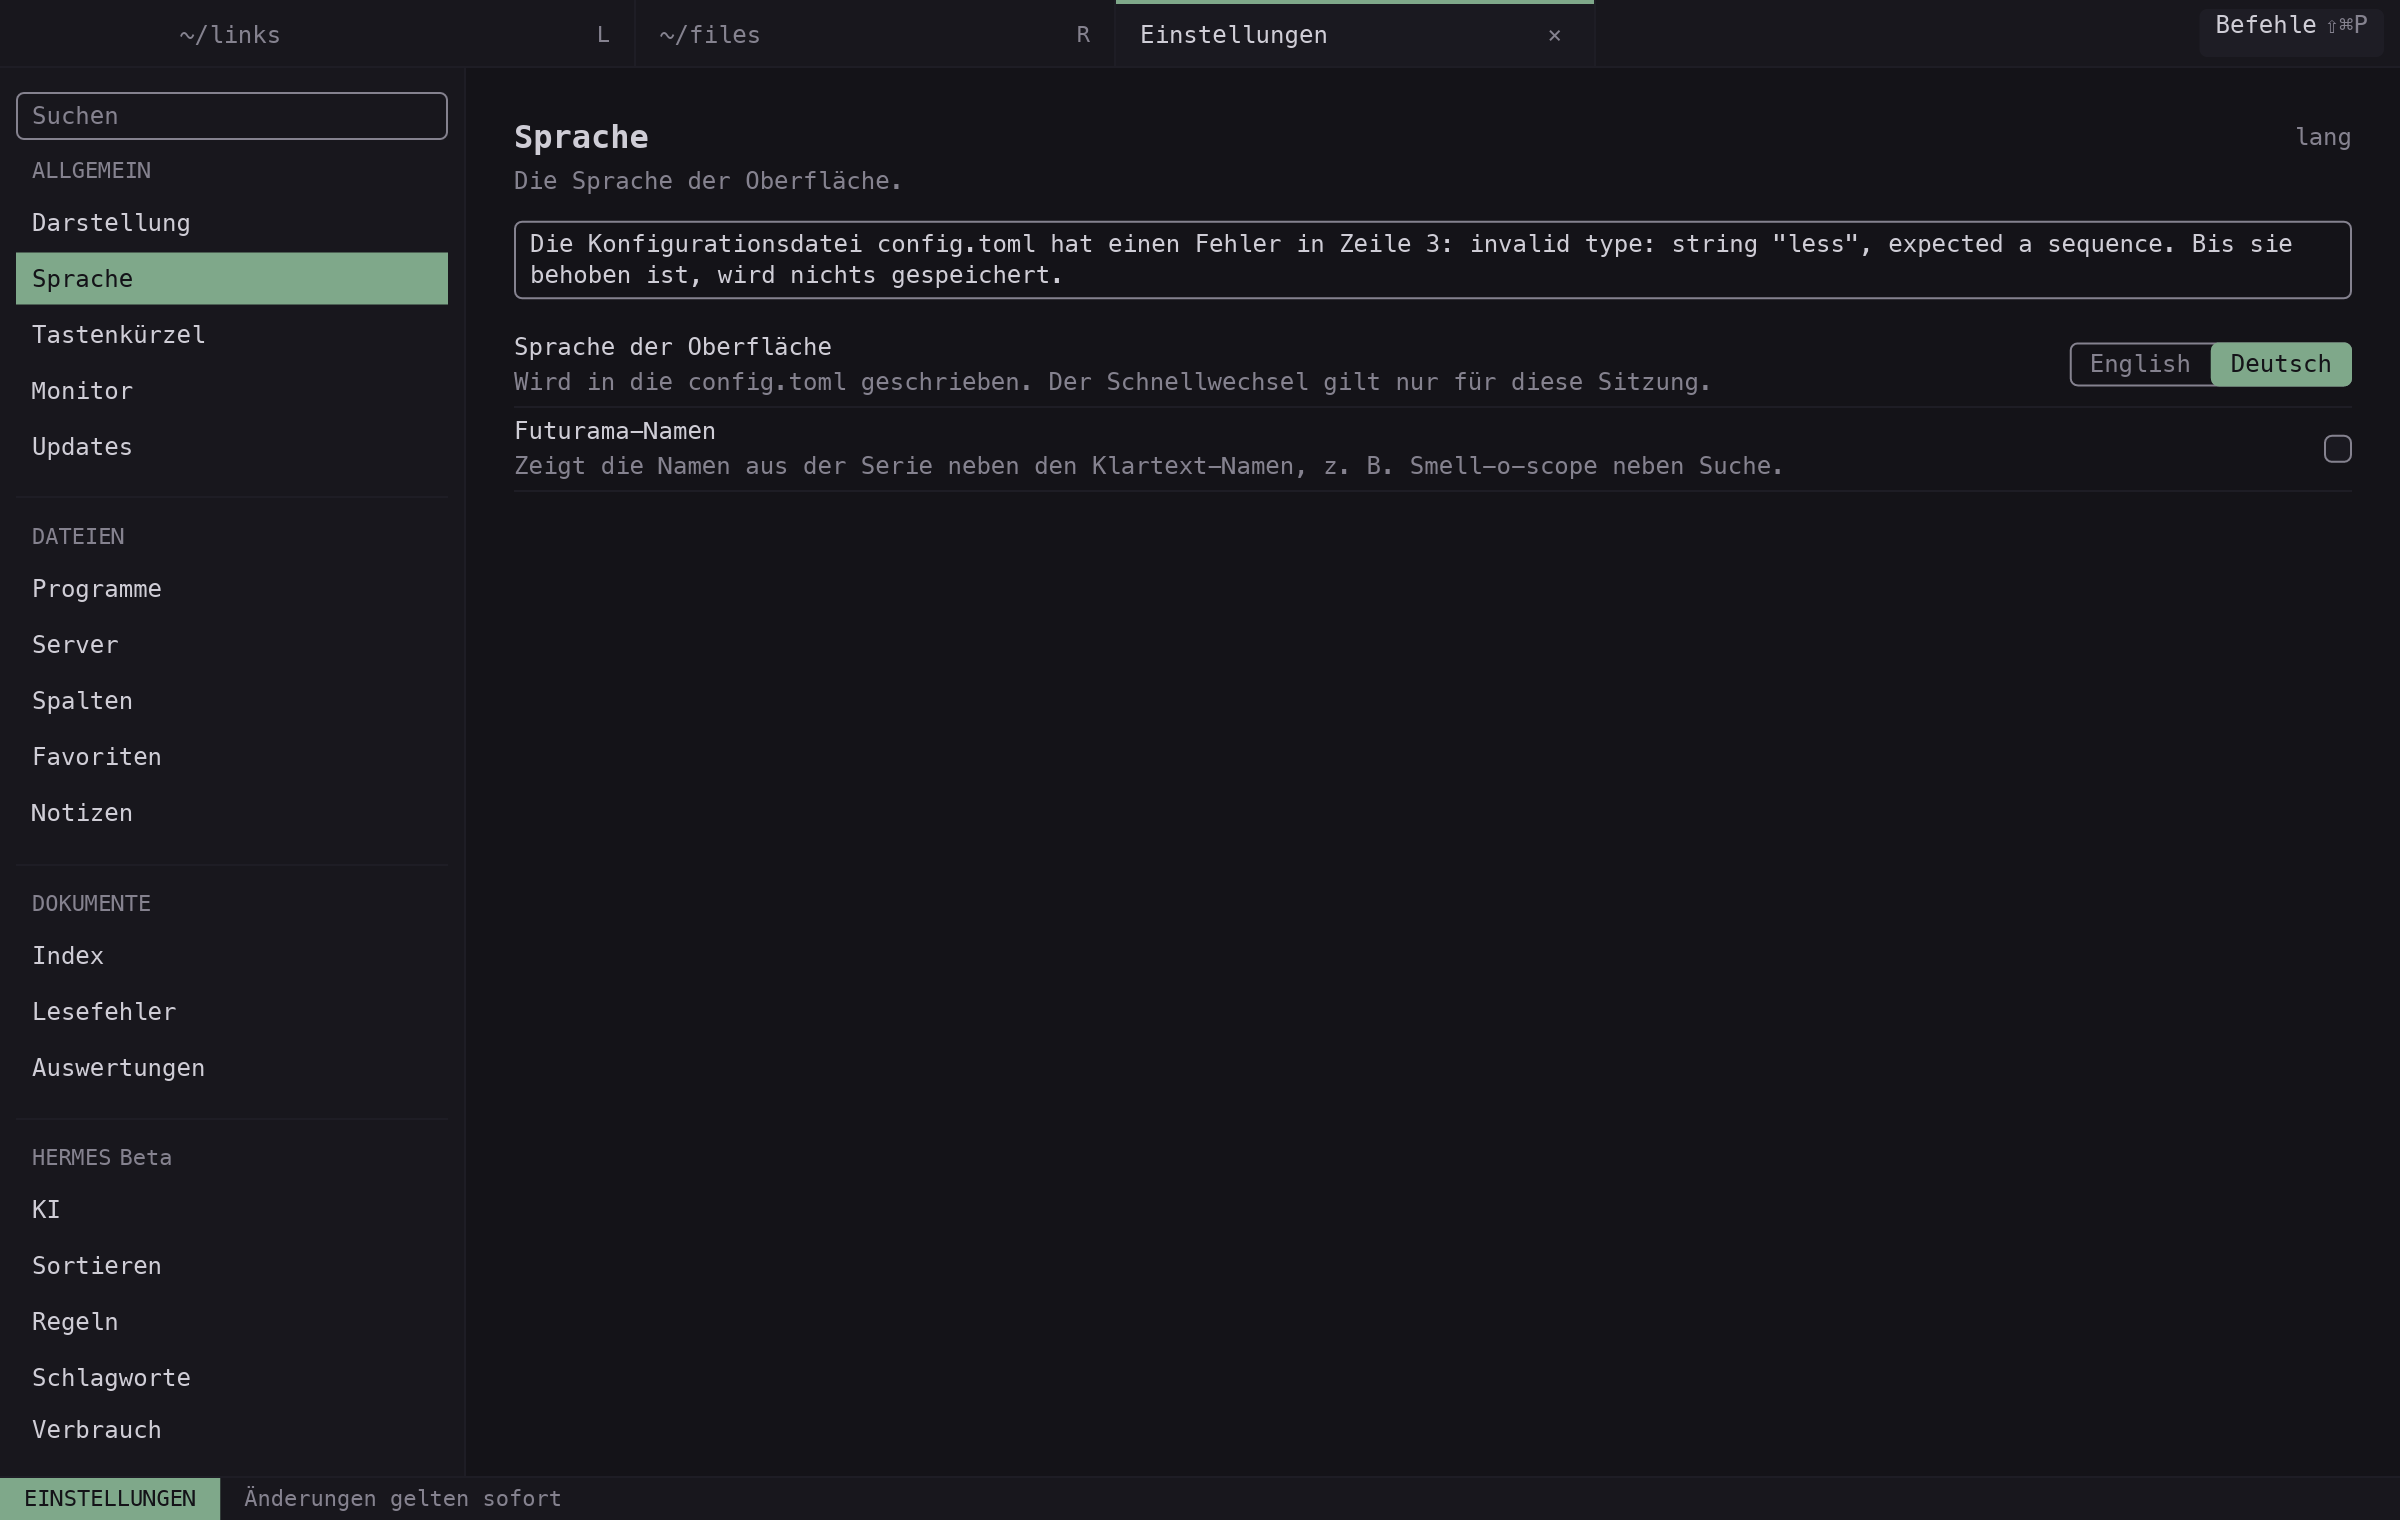 ~/links L ~/files R Einstellungen × Befehle ⇧⌘P
Suchen
ALLGEMEIN
Darstellung
Sprache
Tastenkürzel
Monitor
Updates
DATEIEN
Programme
Server
Spalten
Favoriten
Notizen
DOKUMENTE
Index
Lesefehler
Auswertungen
HERMES Beta
KI
Sortieren
Regeln
Schlagworte
Verbrauch
Sprache lang
Die Sprache der Oberfläche.
Die Konfigurationsdatei config.toml hat einen Fehler in Zeile 3: invalid type: string "less", expected a sequence. Bis sie
behoben ist, wird nichts gespeichert.
Sprache der Oberfläche
Wird in die config.toml geschrieben. Der Schnellwechsel gilt nur für diese Sitzung.
English Deutsch
Futurama-Namen
Zeigt die Namen aus der Serie neben den Klartext-Namen, z. B. Smell-o-scope neben Suche.
EINSTELLUNGEN Änderungen gelten sofort